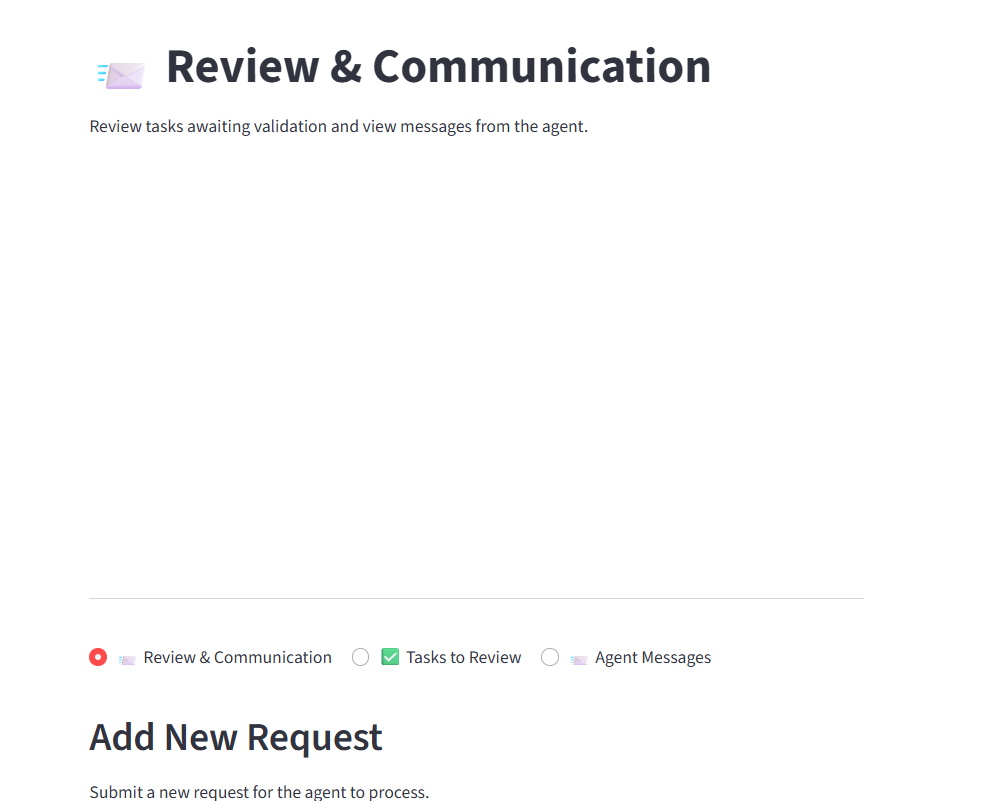 Review & Communication
Review tasks awaiting validation and view messages from the agent.
Review & Communication Tasks to Review Agent Messages
Add New Request
Submit a new request for the agent to process.